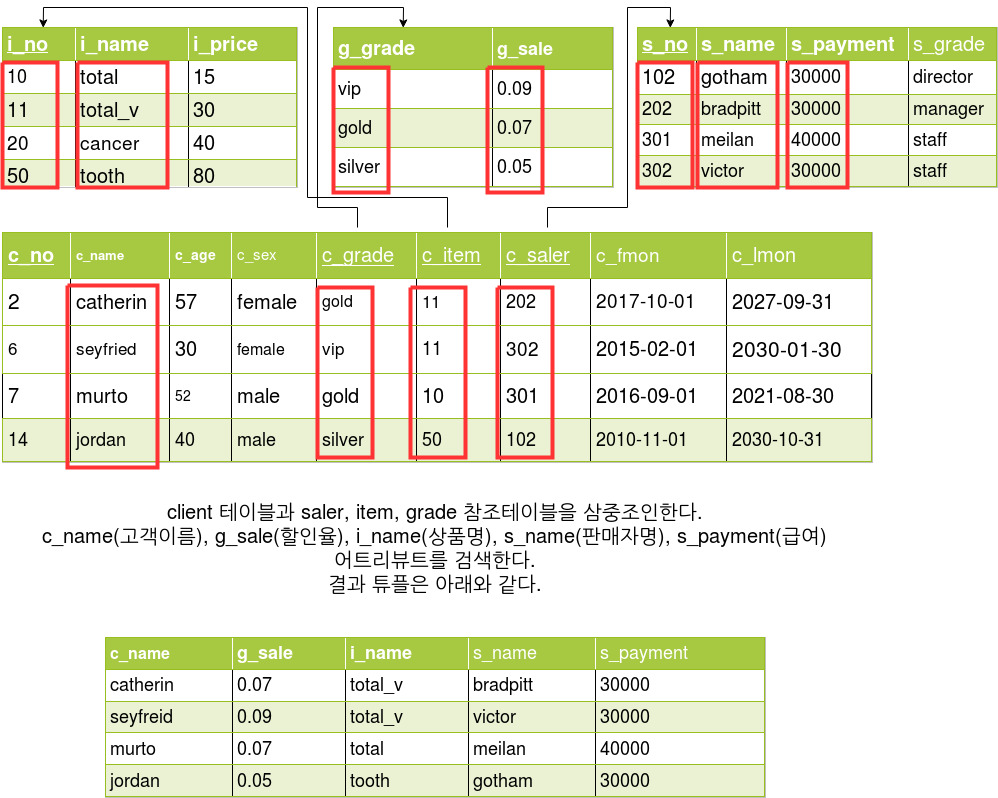 i_no i_name i_price
10 total 15
11 total_v 30
20 cancer 40
50 tooth 80
g_grade g_sale
vip 0.09
gold 0.07
silver 0.05
s_no s_name s_payment s_grade
102 gotham 30000 director
202 bradpitt 30000 manager
301 meilan 40000 staff
302 victor 30000 staff
c_no c_name c_age c_sex c_grade c_item c_saler c_fmon c_lmon
2 catherin 57 female gold 11 202 2017-10-01 2027-09-31
6 seyfried 30 female vip 11 302 2015-02-01 2030-01-30
7 murto 52 male gold 10 301 2016-09-01 2021-08-30
14 jordan 40 male silver 50 102 2010-11-01 2030-10-31
client 테이블과 saler, item, grade 참조테이블을 삼중조인한다.
c_name(고객이름), g_sale(할인율), i_name(상품명), s_name(판매자명), s_payment(급여)
어트리뷰트를 검색한다.
결과 튜플은 아래와 같다.
c_name g_sale i_name s_name s_payment
catherin 0.07 total_v bradpitt 30000
seyfreid 0.09 total_v victor 30000
murto 0.07 total meilan 40000
jordan 0.05 tooth gotham 30000